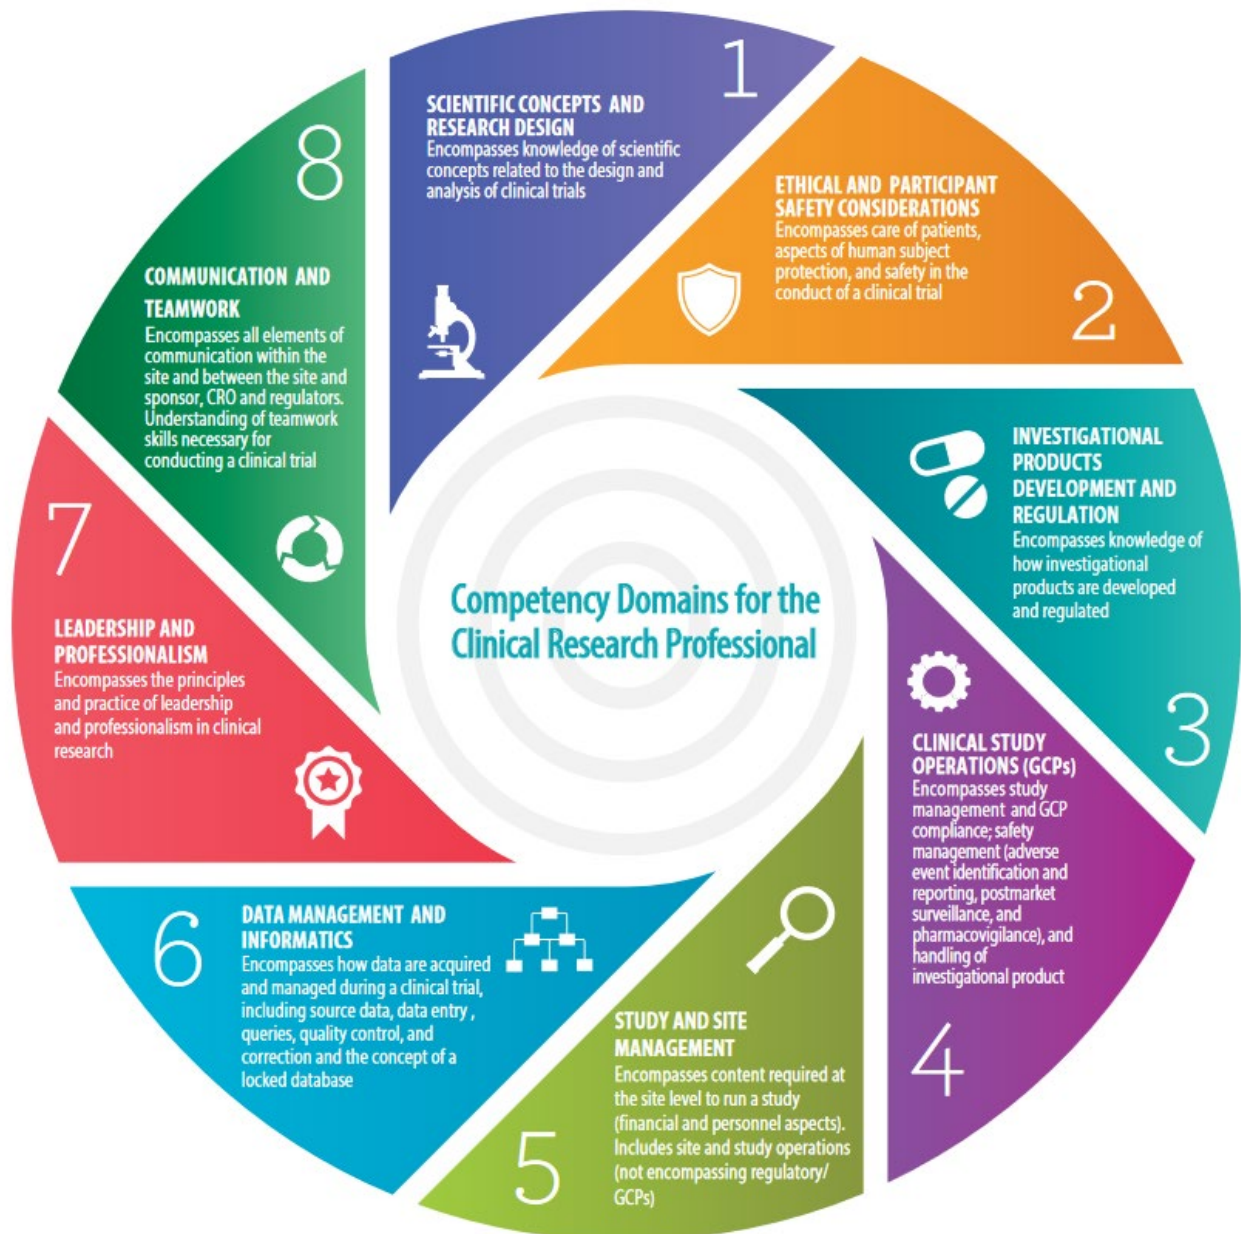 1
SCIENTIFIC CONCEPTS AND
RESEARCH DESIGN
Encompasses knowledge of scientific
concepts related to the design and
analysis of clinical trials
ETHICAL AND PARTICIPANT
SAFETY CONSIDERATIONS
Encompasses care of patients,
aspects of human subject
protection, and safety in the
conduct of a clinical trial
2
INVESTIGATIONAL
PRODUCTS
DEVELOPMENT AND
REGULATION
Encompasses knowledge of
how investigational
products are developed
and regulated
3
CLINICAL STUDY
OPERATIONS (GCPs)
Encompasses study
management and GCP
compliance; safety
management (adverse
event identification and
reporting, postmarket
surveillance, and
pharmacovigilance), and
handling of
investigational product
4
STUDY AND SITE
MANAGEMENT
Encompasses content required at
the site level to run a study
(financial and personnel aspects).
Includes site and study operations
(not encompassing regulatory/
GCPs)
5
6
DATA MANAGEMENT AND
INFORMATICS
Encompasses how data are acquired
and managed during a clinical trial,
including source data, data entry ,
queries, quality control, and
correction and the concept of a
locked database
7
LEADERSHIP AND
PROFESSIONALISM
Encompasses the principles
and practice of leadership
and professionalism in clinical
research
8
COMMUNICATION AND
TEAMWORK
Encompasses all elements of
communication within the
site and between the site and
sponsor, CRO and regulators.
Understanding of teamwork
skills necessary for
conducting a clinical trial
Competency Domains for the
Clinical Research Professional